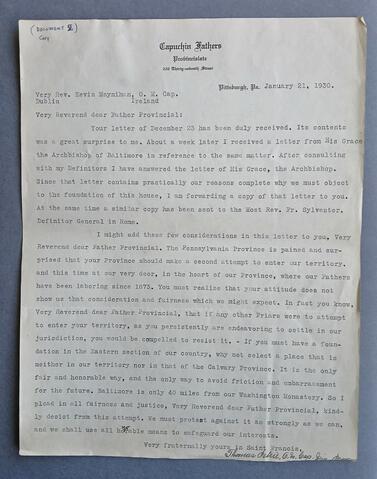 (DOCUMENT 2)
Copy
Capuchin Fathers
Provincialate
220 Thirty-seventh Street
Pittsburgh, Pa. January 21, 1930.
Very Rev. Kevin Moynihan, O. M. Cap.
Dublin Ireland
Very Reverend dear Father Provincial:
Your letter of December 23 has been duly received. Its contents
was a great surprise to me. About a week later I received a letter from His Grace
the Archbishop of Baltimore in reference to the same matter. After consulting
with my Definitors I have answered the letter of His Grace, the Archbishop.
Since that letter contains practically our reasons complete why we must object
to the foundation of this house, I am forwarding a copy of that letter to you.
At the same time a similar copy has been sent to the Most Rev. Fr. Sylvester,
Definitor General in Rome.
I might add these few considerations in this letter to you, Very
Reverend dear Father Provincial. The Pennsylvania Province is pained and sur-
prised that your Province should make a second attempt to enter our territory,
and this time at our very door, in the heart of our Province, where our Fathers
have been laboring since 1873. You must realize that your attitude does not
show us that consideration and fairness which we might expect. In fact you know,
Very Reverend dear Father Provincial, that if any other Friars were to attempt
to enter your territory, as you persistently are endeavoring to settle in our
jurisdiction, you would be compelled to resist it. - If you must have a foun-
dation in the Eastern section of our country, why not select a place that is
neither in our territory nor in that of the Calvary Province. It is the only
fair and honorable way, and the only way to avoid friction and embarrassment
for the future. Baltimore is only 40 miles from our Washington Monastery. So I
plead in all fairness and justice, Very Reverend dear Father Provincial, kind-
ly desist from this attempt. We must protest against it as strongly as we can,
and we shall use all means to safeguard our interests.
Very fraternally yours in Saint Francis,
Thomas O.M. Cap.